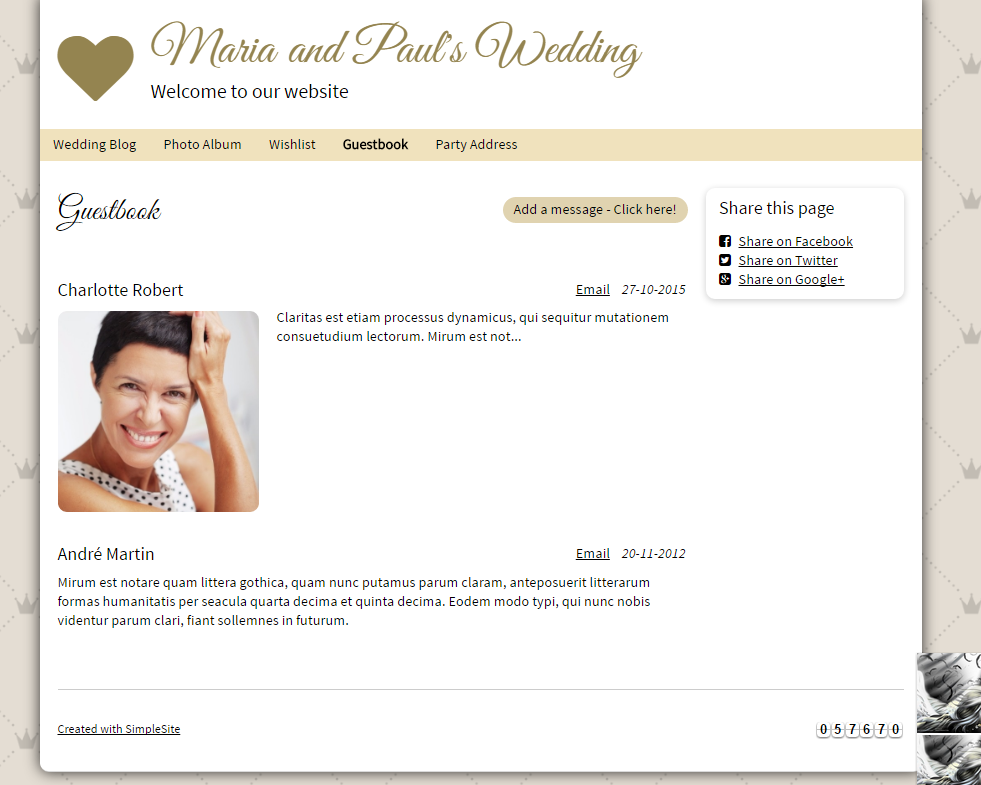 Maria and Paul's Wedding
Welcome to our website
Wedding Blog Photo Album Wishlist Guestbook Party Address
Guestbook
Add a message - Click here!
Share this page
Share on Facebook
Share on Twitter
Share on Google+
Charlotte Robert Email 27-10-2015
Claritas est etiam processus dynamicus, qui sequitur mutationem
consuetudium lectorum. Mirum est not...
André Martin Email 20-11-2012
Mirum est notare quam littera gothica, quam nunc putamus parum claram, anteposuerit litterarum
formas humanitatis per seacula quarta decima et quinta decima. Eodem modo typi, qui nunc nobis
videntur parum clari, fiant sollemnes in futurum.
Created with SimpleSite 057670